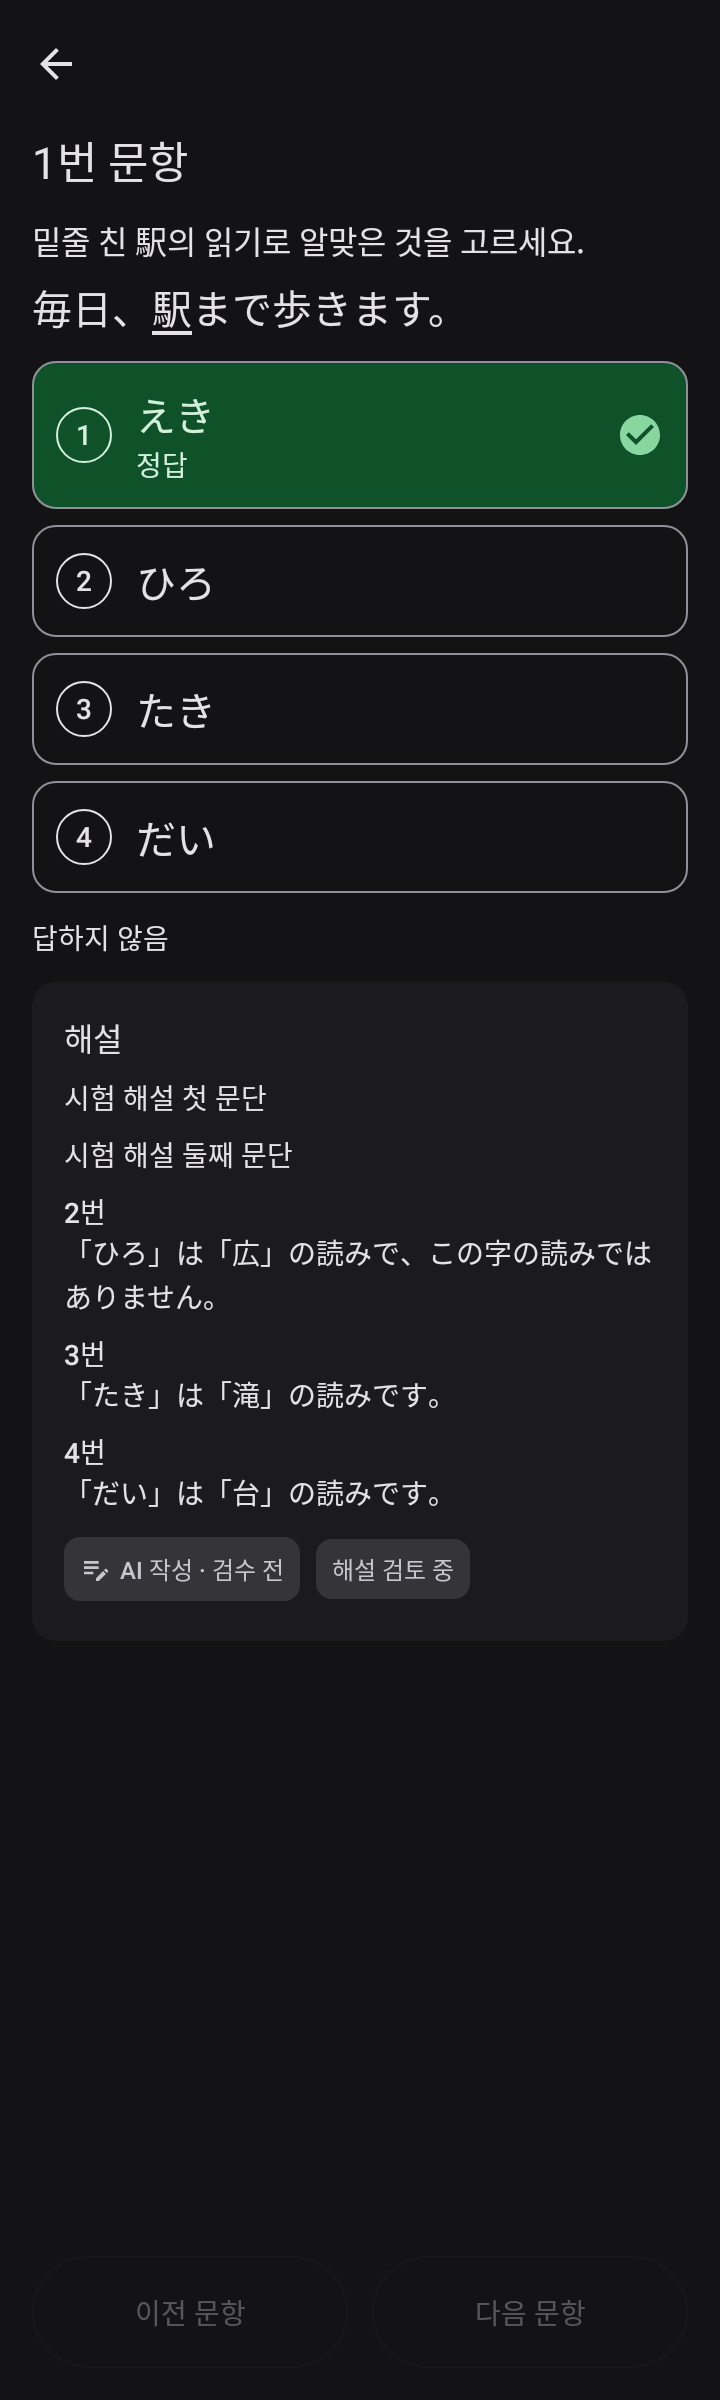 1번 문항
밑줄 친 駅의 읽기로 알맞은 것을 고르세요.
毎日、駅まで歩きます。
1 えき
정답
2 ひろ
3 たき
4 だい
답하지 않음
해설
시험 해설 첫 문단
시험 해설 둘째 문단
2번
「ひろ」は「広」の読みで、この字の読みでは
ありません。
3번
「たき」は「滝」の読みです。
4번
「だい」は「台」の読みです。
AI 작성 · 검수 전 해설 검토 중
이전 문항 다음 문항